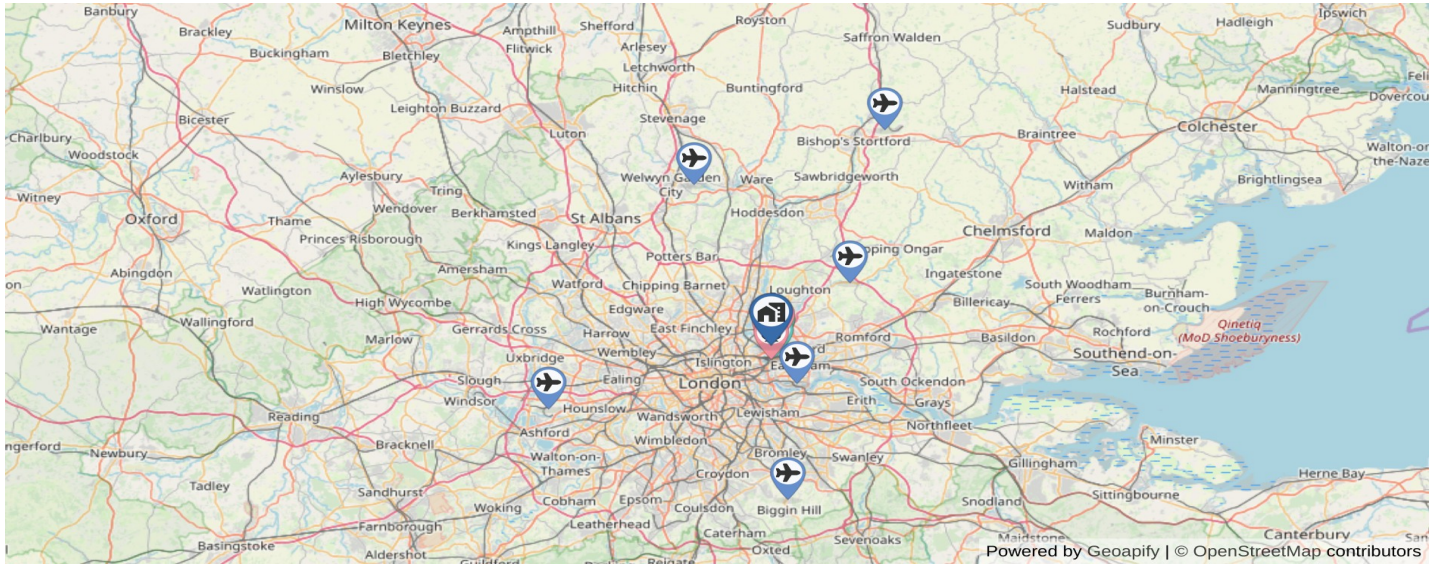 Banbury
Brackley
Milton Keynes
Ampthill
Shefford
Royston
Saffron Walden
Sudbury
Hadleigh
Ipswich
Buckingham
Bletchley
Flitwick
Arlesey
Letchworth
Winslow
Hitchin
Buntingford
Halstead
Manningtree
Feli
Dovercou
Leighton Buzzard
Bicester
Stevenage
Colchester
Charlbury
Luton
Bishop's Stortford
Braintree
Walton-on-
the-Naze
Woodstock
Aylesbury
Tring
Welwyn Garden
City
Ware
Sawbridgeworth
Witham
Brightlingsea
Witney
Wendover
Berkhamsted
St Albans
Hoddesdon
Oxford
Thame
Princes Risborough
Kings Langley
Chelmsford
Maldon
Potters Bar
pping Ongar
Abingdon
Amersham
Ingatestone
on
Watlington
Watford
Chipping Barnet
Loughton
South Woodham
Ferrers
Burnham-
on-Crouch
High Wycombe
Billericay
Wantage
Wallingford
Marlow
Gerrards Cross
Edgware
Harrow
East Finchley
Romford
Basildon
Rochford
Qinetiq
(MoD Shoeburyness)
Uxbridge
Wembley
Islington
Southend-on-
Sea
Slough
Ealing
London
South Ockendon
Windsor
Hounslow
Wandsworth
Lewisham
Erith
Grays
Reading
Ashford
Wimbledon
Northfleet
ngerford
Newbury
Bracknell
Walton-on-
Thames
Bromley
Swanley
Gillingham
Minster
Tadley
Sandhurst
Croydon
Herne Bay
Woking
Cobham
Epsom
Coulsdon
Biggin Hill
Snodland
Sittingbourne
Farnborough
Leatherhead
Caterham
Sevenoaks
Maidstone
Canterbury
San
Basingstoke
Aldershot
Guildford
Reigate
Oxted
Powered by Geoapify | © OpenStreetMap contributors